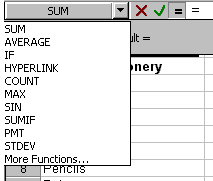 SUM = =
SUM
AVERAGE
IF
HYPERLINK
COUNT
MAX
SIN
SUMIF
PMT
STDEV
More Functions...
ult =
onery
8 Pencils